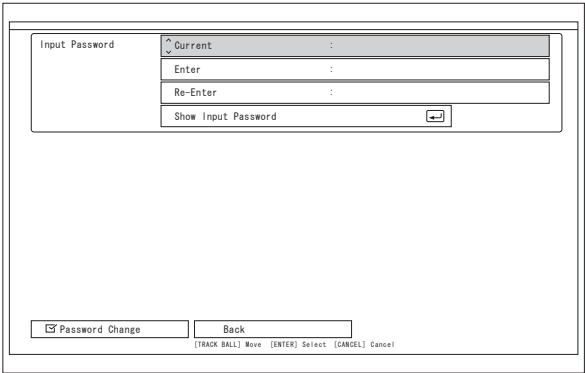 Input Password
Current :
Enter :
Re-Enter :
Show Input Password
Password Change Back
[TRACK BALL] Move [ENTER] Select [CANCEL] Cancel